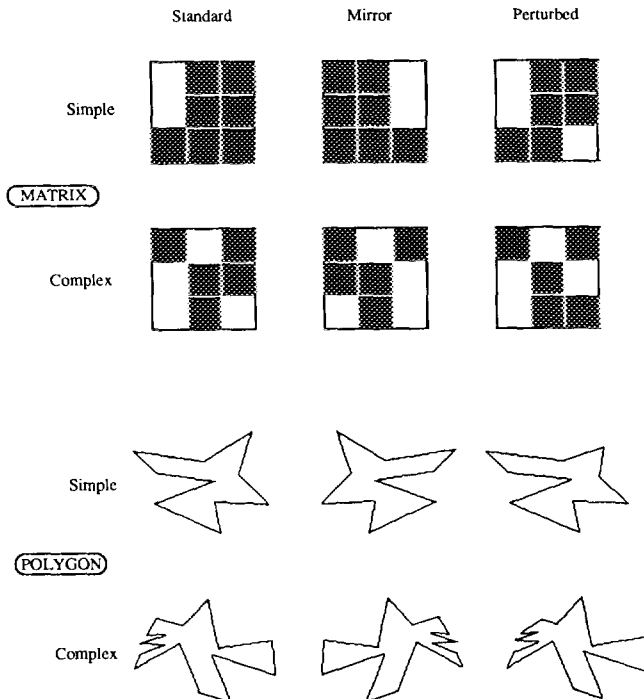 Standard Mirror Perturbed
Simple
MATRIX
Complex
Simple
POLYGON
Complex